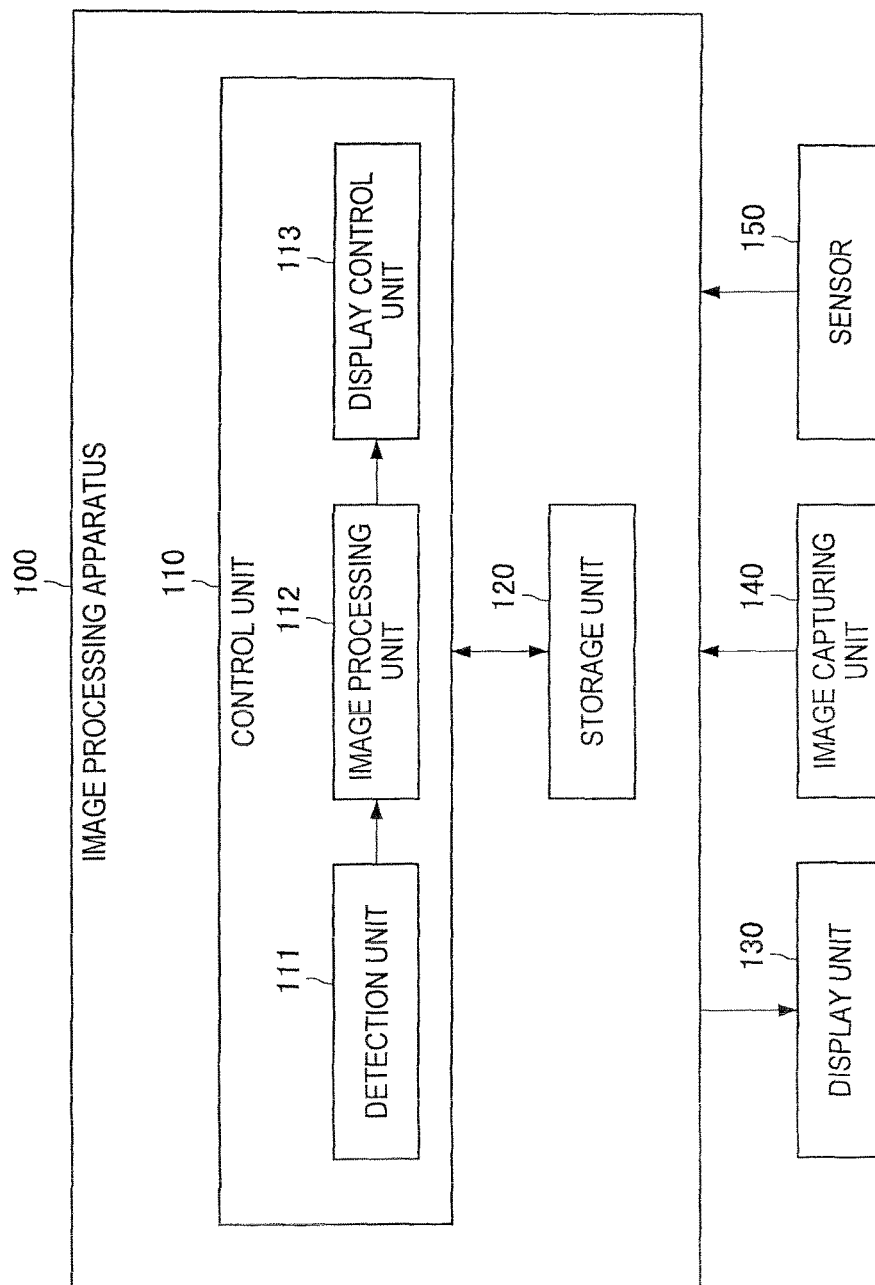 100
IMAGE PROCESSING APPARATUS
110
CONTROL UNIT
111
DETECTION UNIT
112
IMAGE PROCESSING
UNIT
113
DISPLAY CONTROL
UNIT
120
STORAGE UNIT
130
DISPLAY UNIT
140
IMAGE CAPTURING
UNIT
150
SENSOR